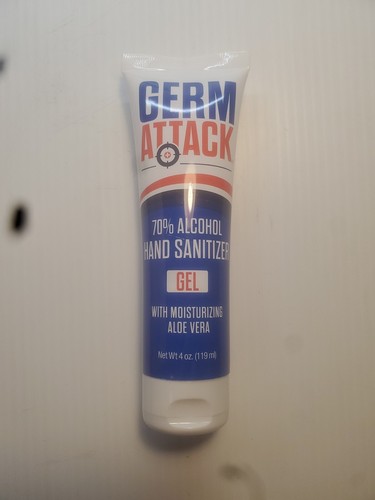 GERM
ATTACK
70% ALCOHOL
HAND SANITIZER
GEL
WITH MOISTURIZING
ALOE VERA
Net Wt 4 oz. (119 ml)